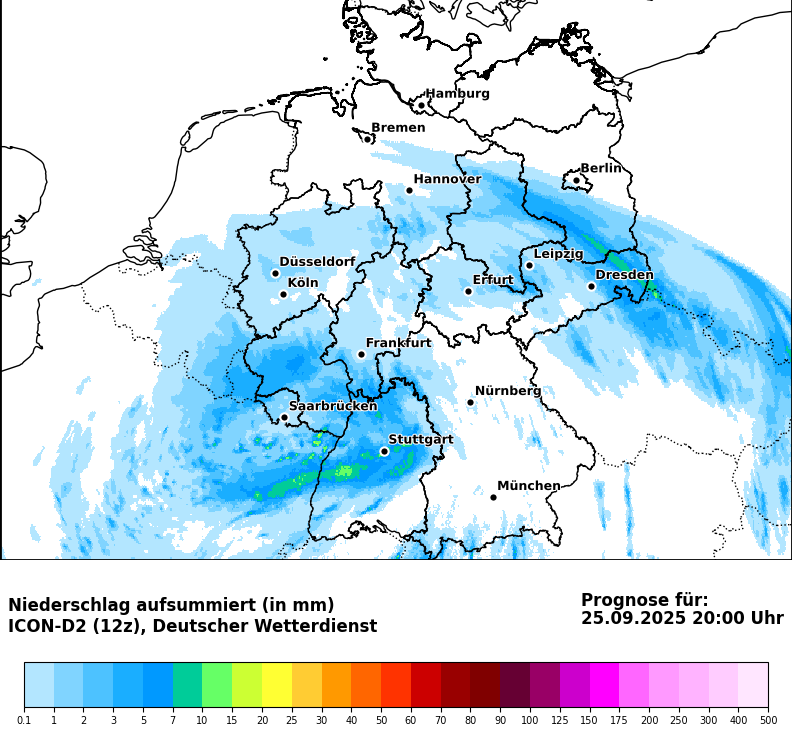 Hamburg
Bremen
Berlin
Hannover
Leipzig
Düsseldorf
Dresden
Köln
Erfurt
Frankfurt
Nürnberg
Saarbrücken
Stuttgart
München
Niederschlag aufsummiert (in mm)
ICON-D2 (12z), Deutscher Wetterdienst
Prognose für:
25.09.2025 20:00 Uhr
0.1 1 2 3 5 7 10 15 20 25 30 40 50 60 70 80 90 100 125 150 175 200 250 300 400 500